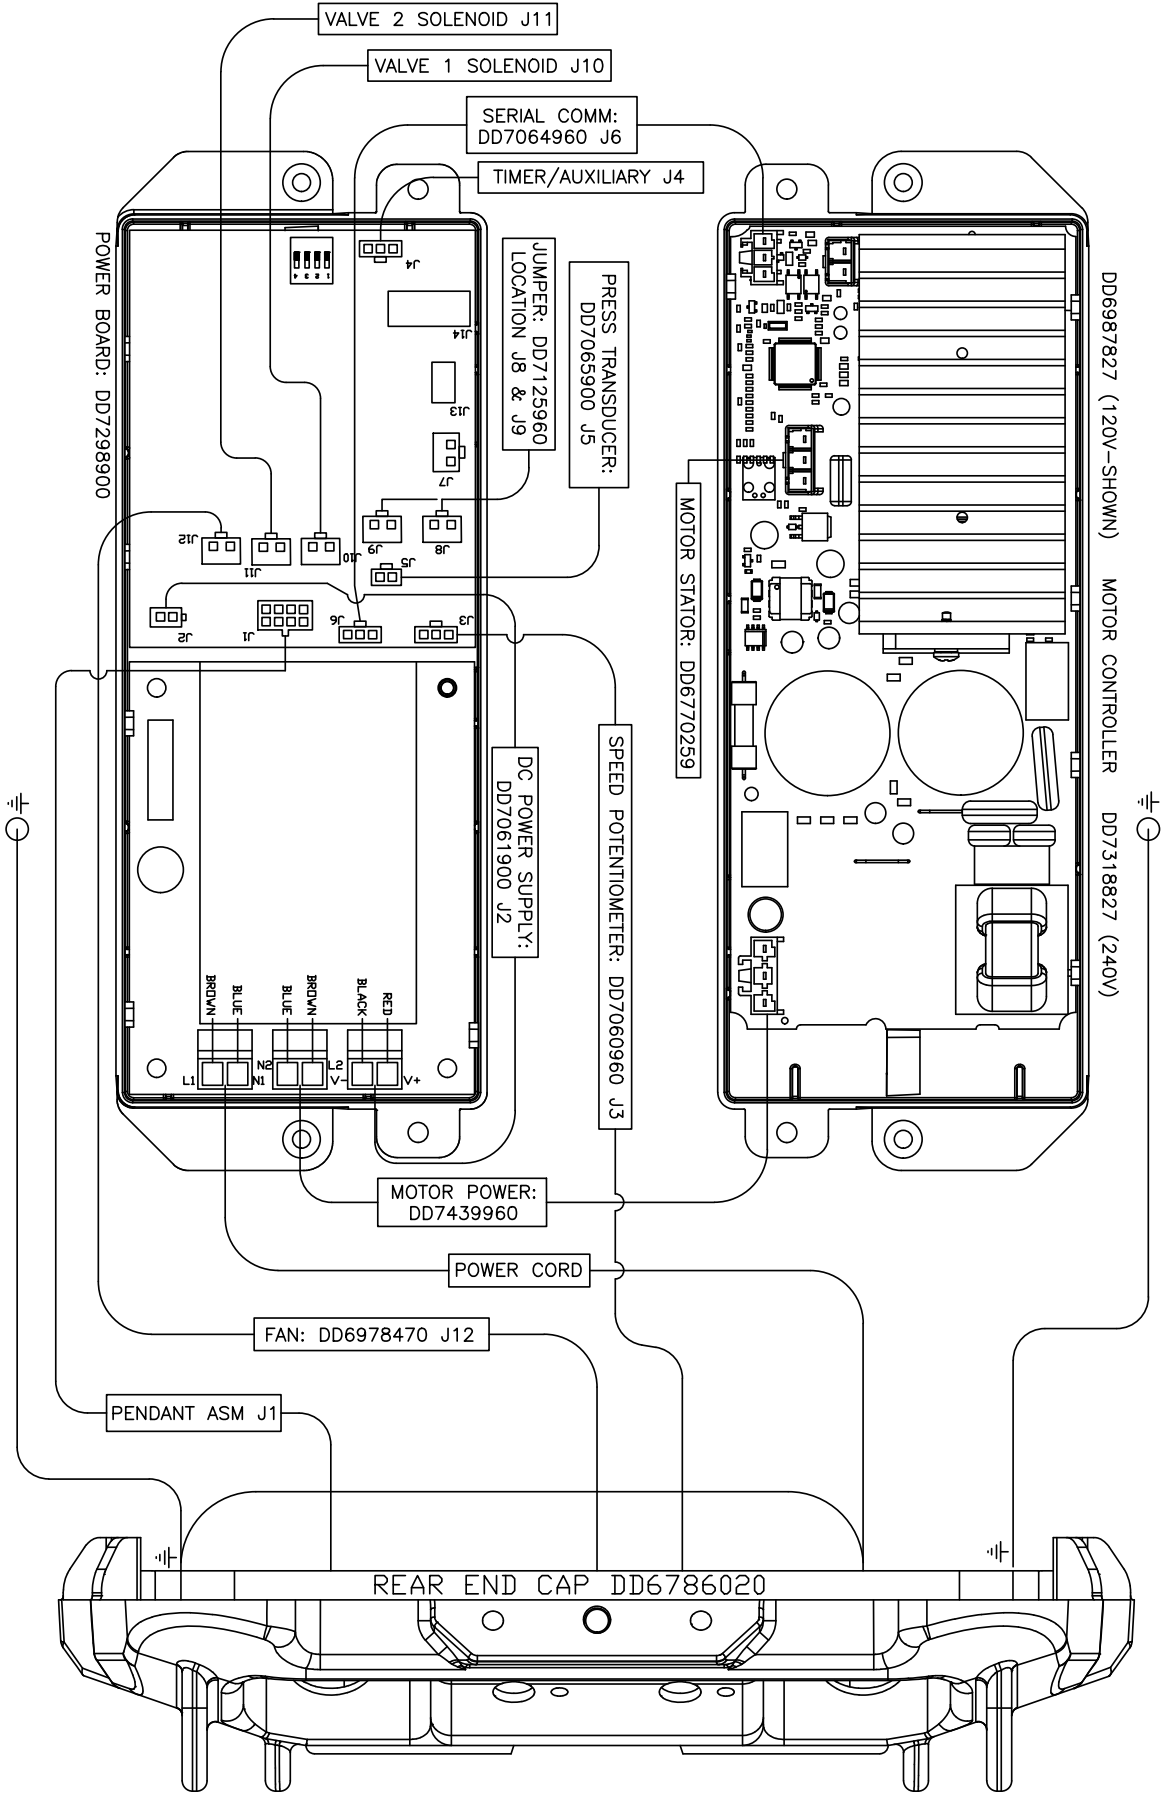 VALVE 2 SOLENOID J11
VALVE 1 SOLENOID J10
SERIAL COMM:
DD7064960 J6
TIMER/AUXILIARY J4
POWER BOARD: DD7298900
JUMPER: DD7125960
LOCATION J8 & J9
PRESS TRANSDUCER:
DD7065900 J5
DD6987827 (120V-SHOWN) MOTOR CONTROLLER DD7318827 (240V)
MOTOR STATOR: DD6770259
1 2 3 4
J4
J14
J13
J7
J12
J11
J10
J9
J8
J5
J2
J1
J6
J3
DC POWER SUPPLY:
DD7061900 J2
SPEED POTENTIOMETER: DD7060960 J3
BROWN
BLUE
BLUE
BROWN
BLACK
RED
L1
N1
N2
L2
V-
V+
MOTOR POWER:
DD7439960
POWER CORD
FAN: DD6978470 J12
PENDANT ASM J1
REAR END CAP DD6786020